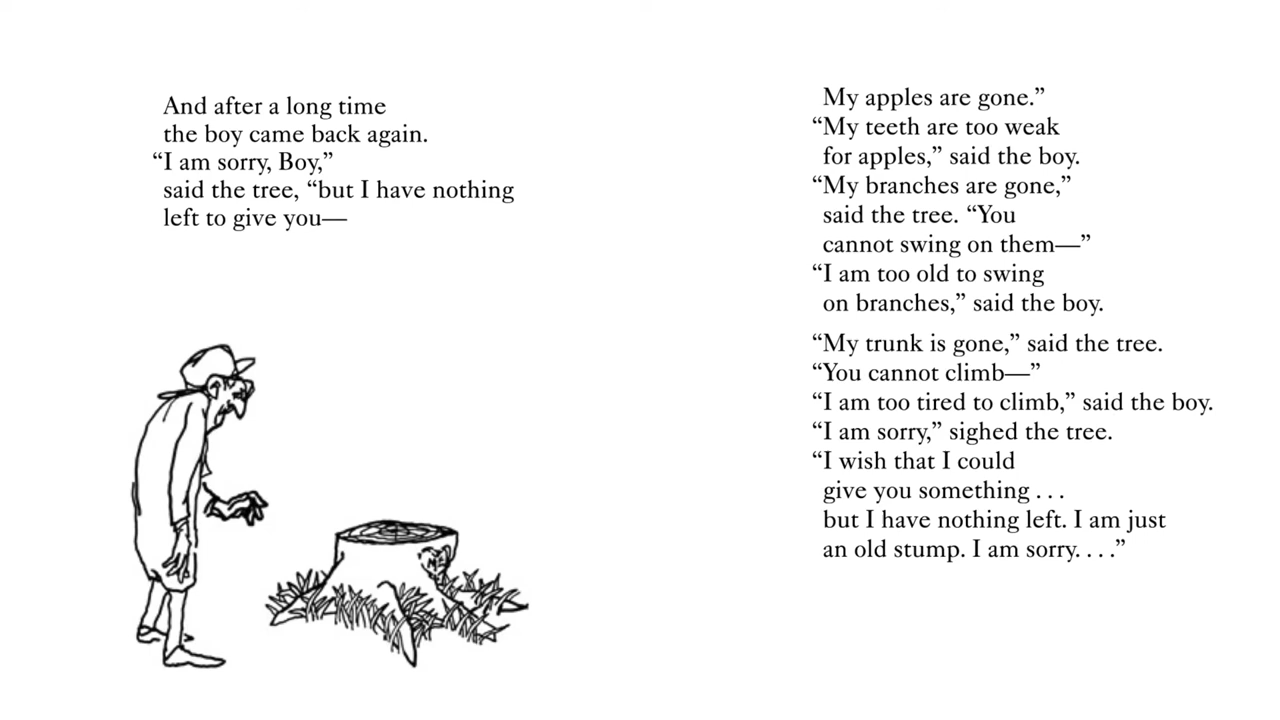 And after a long time
the boy came back again.
“I am sorry, Boy,”
said the tree, “but I have nothing
left to give you—
My apples are gone.”
“My teeth are too weak
for apples,” said the boy.
“My branches are gone,”
said the tree. “You
cannot swing on them—”
“I am too old to swing
on branches,” said the boy.
“My trunk is gone,” said the tree.
“You cannot climb—”
“I am too tired to climb,” said the boy.
“I am sorry,” sighed the tree.
“I wish that I could
give you something . . .
but I have nothing left. I am just
an old stump. I am sorry. . . .”